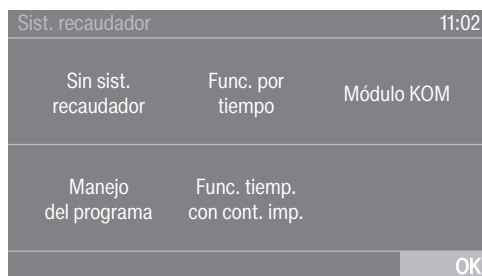 Sist. recaudador 11:02
Sin sist. Func. por Módulo KOM
recaudador tiempo
Manejo Func. tiemp.
del programa con cont. imp.
OK